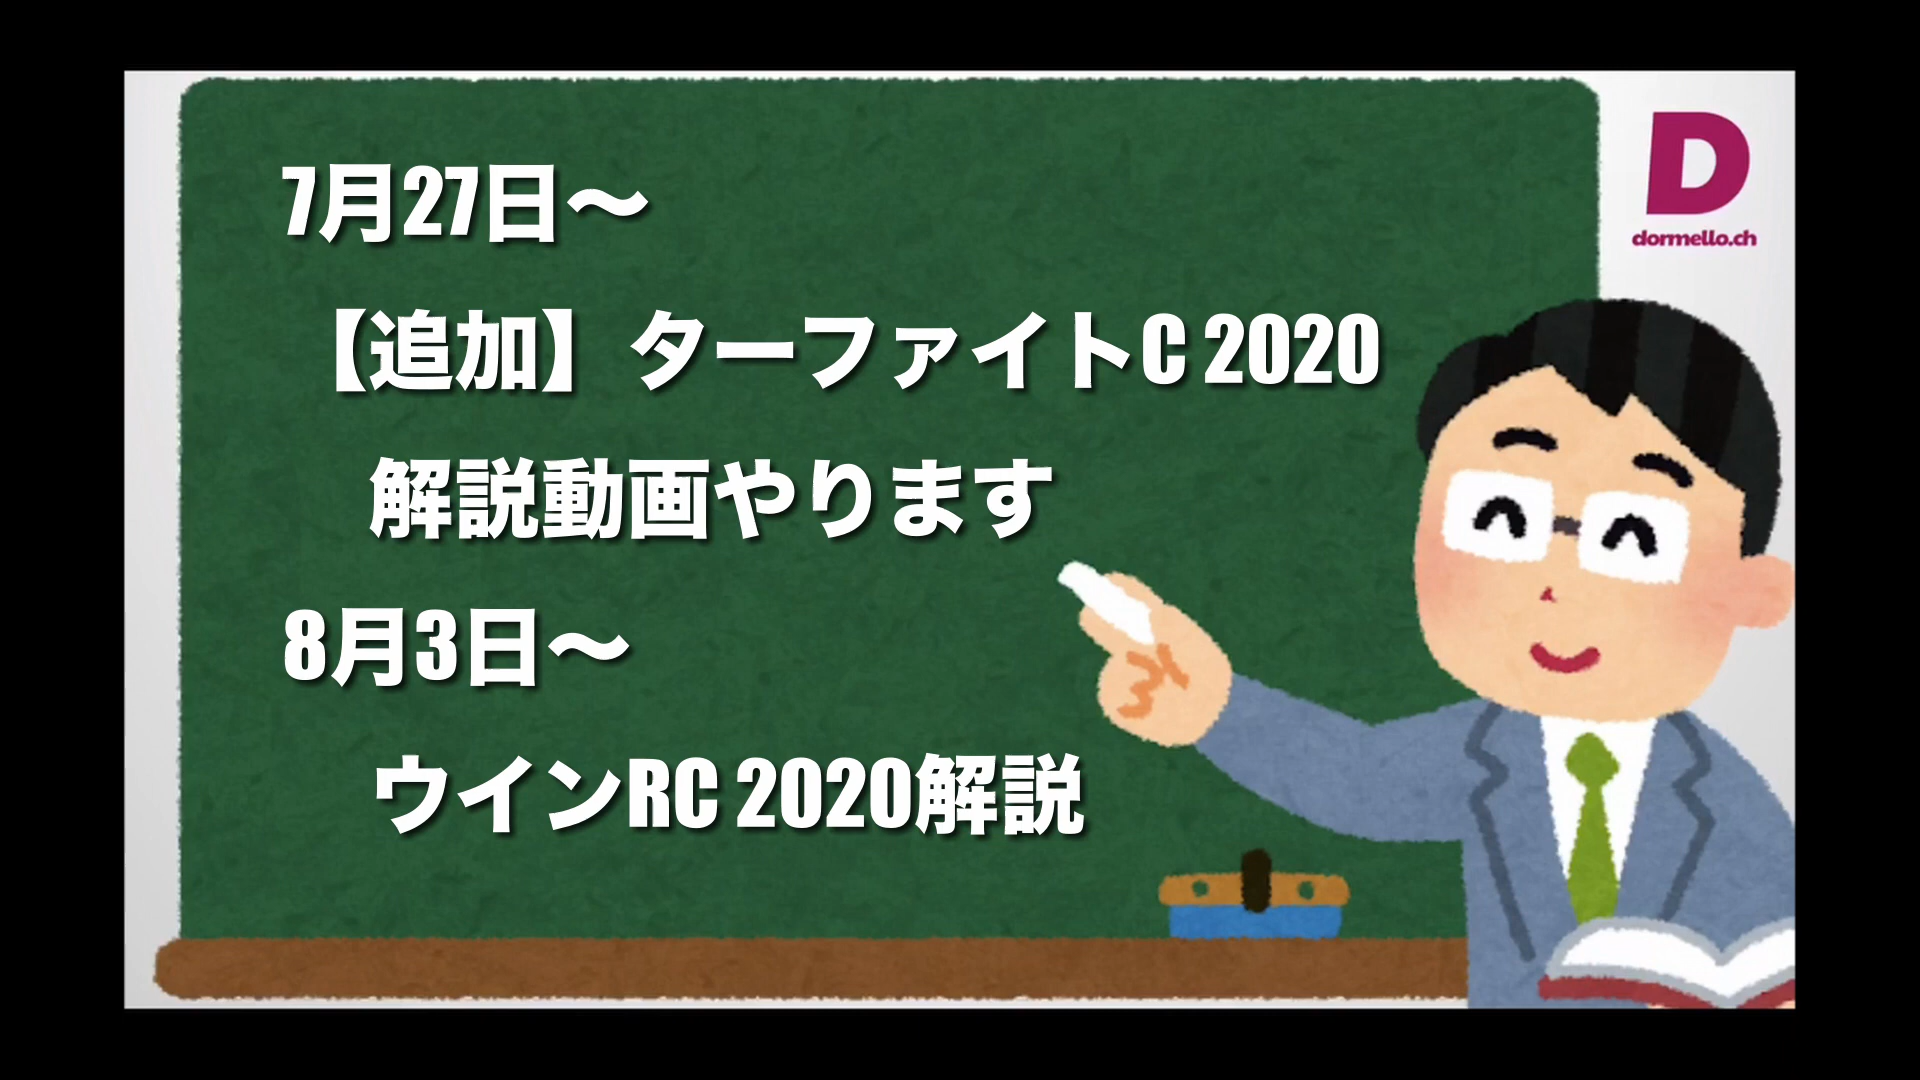 7月27日〜
【追加】ターファイトC 2020
解説動画やります
8月3日〜
ウインRC 2020解説
D
dormello.ch